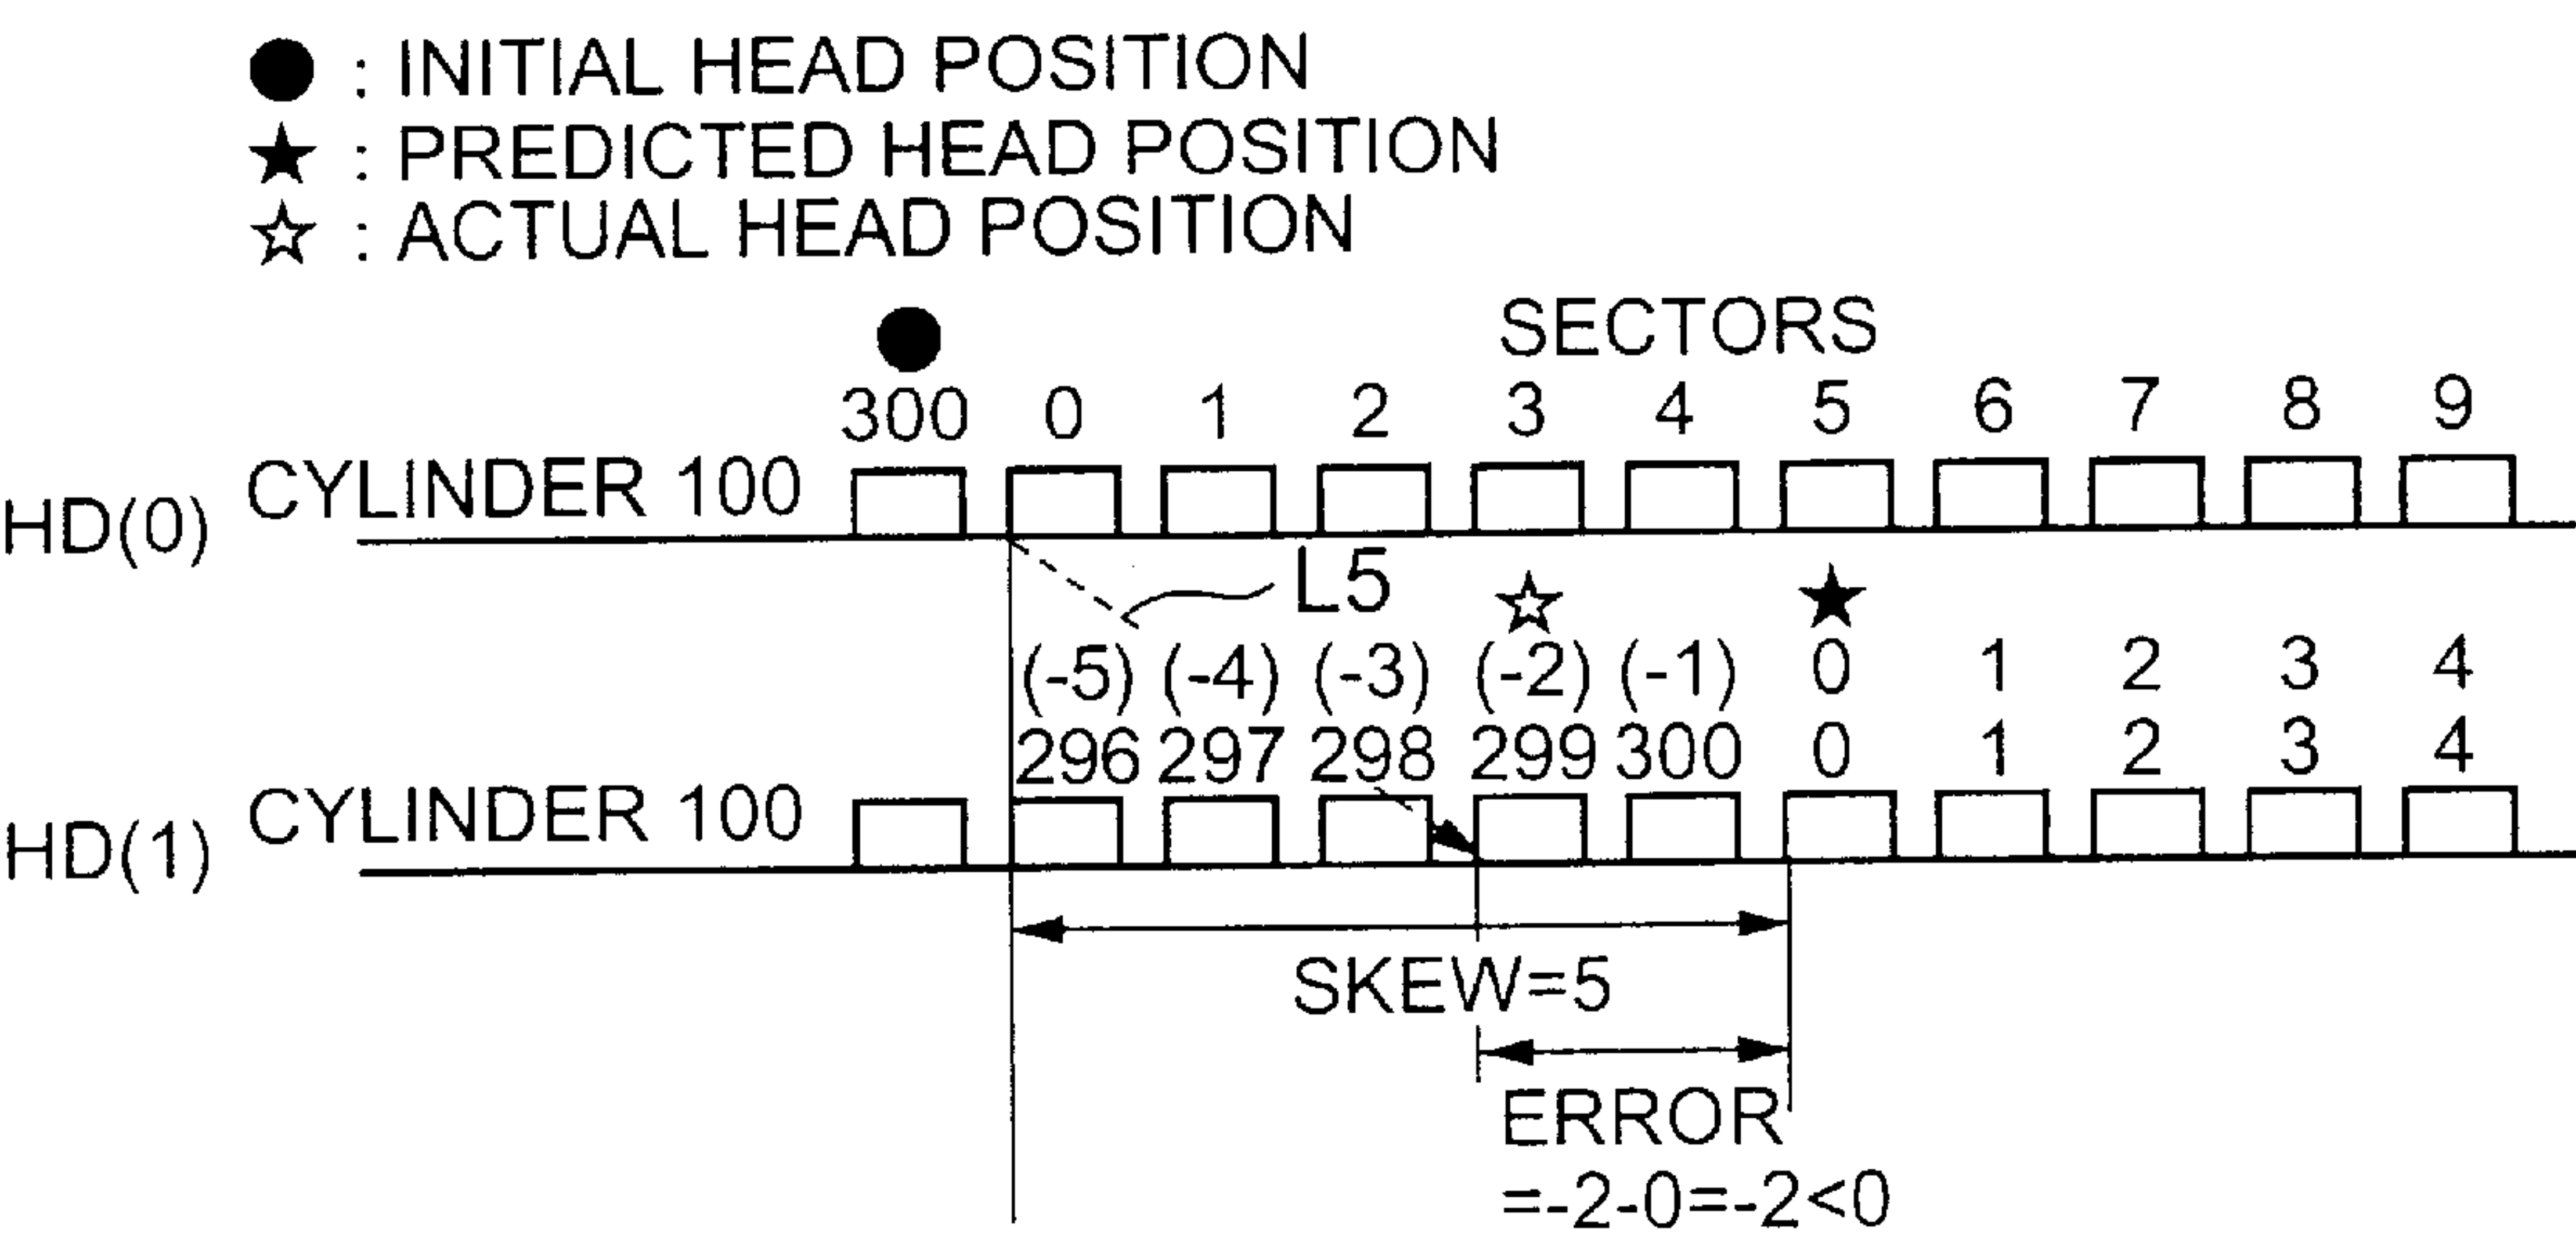 ● : INITIAL HEAD POSITION
★ : PREDICTED HEAD POSITION
☆ : ACTUAL HEAD POSITION
SECTORS
300 0 1 2 3 4 5 6 7 8 9
HD(0) CYLINDER 100
L5
(-5) (-4) (-3) (-2) (-1) 0 1 2 3 4
296 297 298 299 300 0 1 2 3 4
HD(1) CYLINDER 100
SKEW=5
ERROR
=-2-0=-2<0